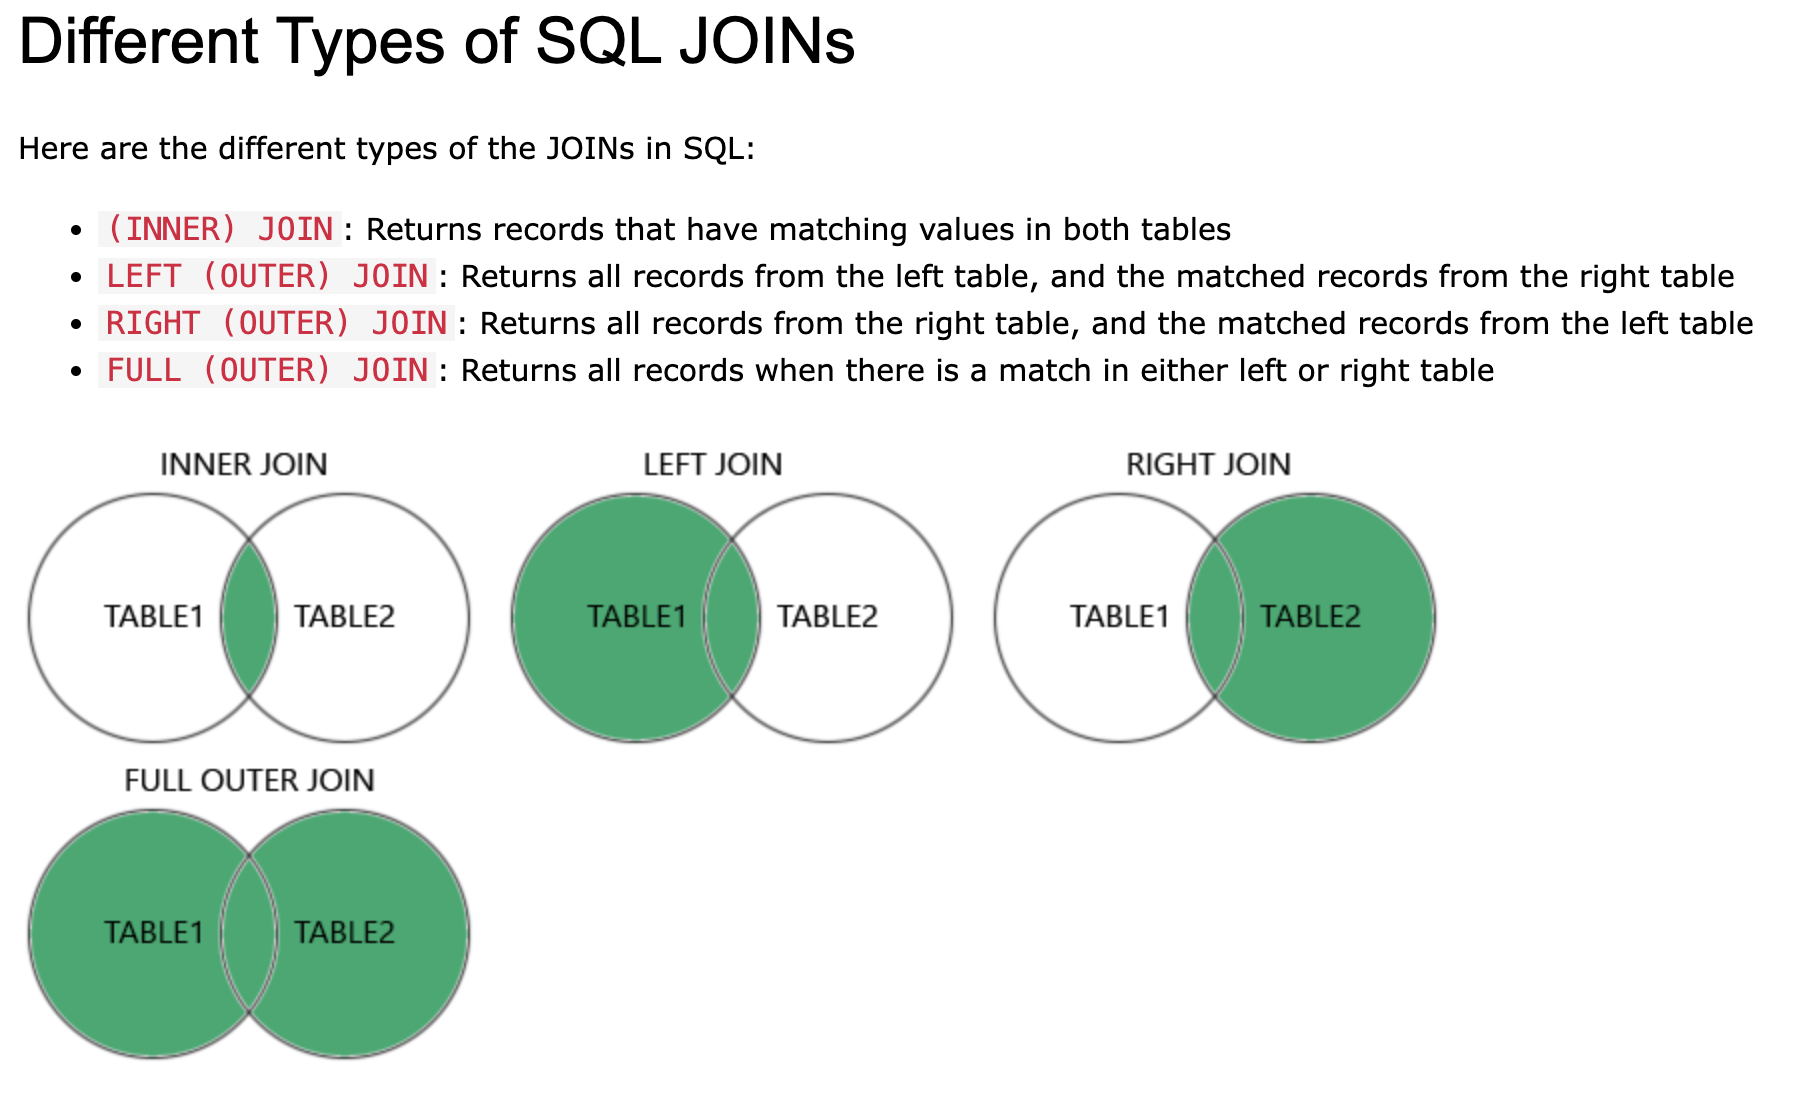 Different Types of SQL JOINs
Here are the different types of the JOINs in SQL:
• (INNER) JOIN: Returns records that have matching values in both tables
• LEFT (OUTER) JOIN: Returns all records from the left table, and the matched records from the right table
• RIGHT (OUTER) JOIN: Returns all records from the right table, and the matched records from the left table
• FULL (OUTER) JOIN: Returns all records when there is a match in either left or right table
INNER JOIN
TABLE1 TABLE2
LEFT JOIN
TABLE1 TABLE2
RIGHT JOIN
TABLE1 TABLE2
FULL OUTER JOIN
TABLE1 TABLE2